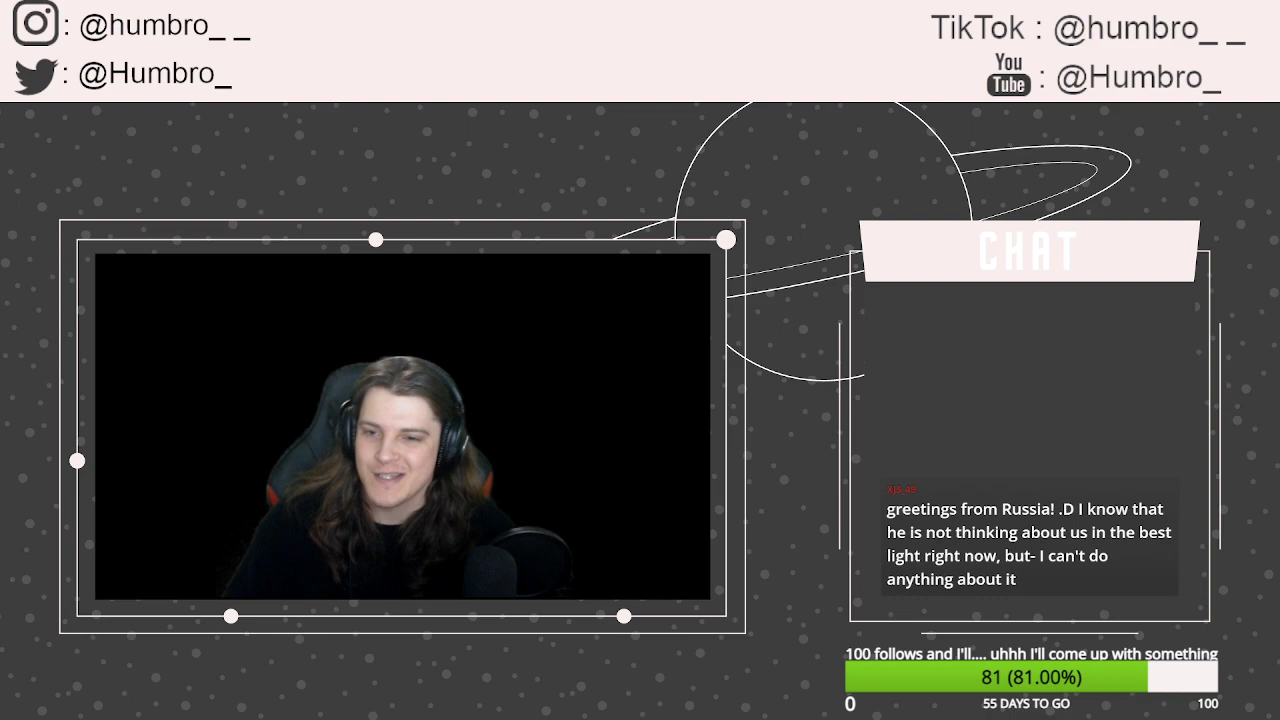 : @humbro_ _
: @Humbro_
TikTok : @humbro_ _
You
Tube : @Humbro_
CHAT
XJS_49
greetings from Russia! .D I know that
he is not thinking about us in the best
light right now, but- I can't do
anything about it
100 follows and I'll.... uhhh I'll come up with something
81 (81.00%)
0 55 DAYS TO GO 100